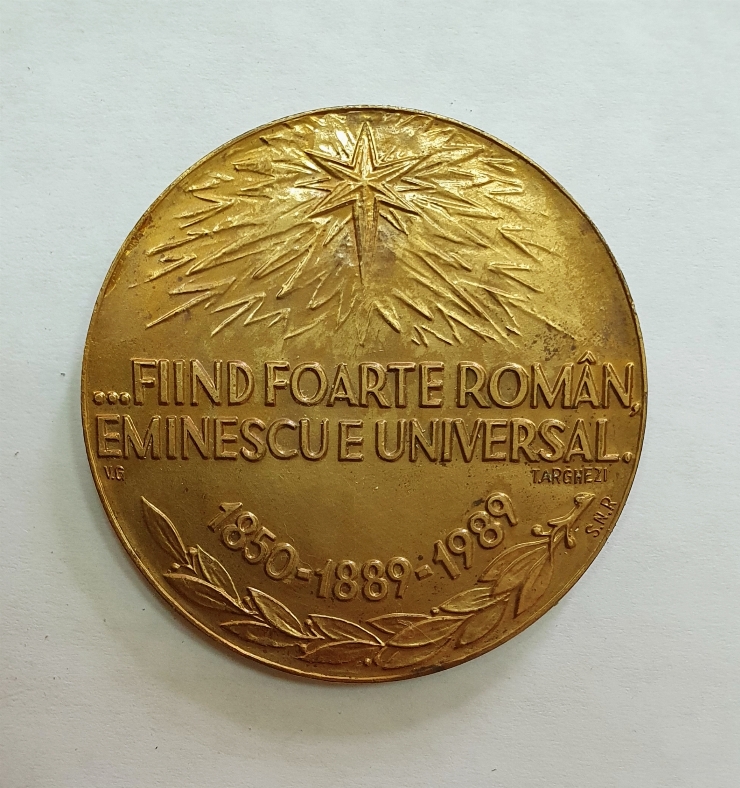 ...FIIND FOARTE ROMÂN,
EMINESCU E UNIVERSAL.
V.G
T.ARGHEZI
S.N.R
1850-1889-1989